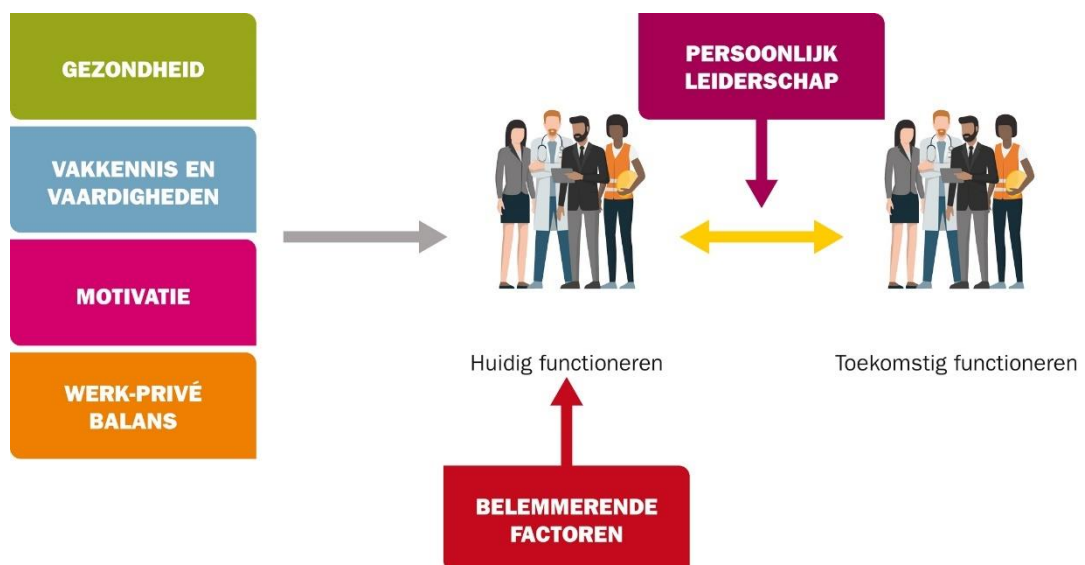 GEZONDHEID
VAKKENNIS EN
VAARDIGHEDEN
MOTIVATIE
WERK-PRIVÉ
BALANS
PERSOONLIJK
LEIDERSCHAP
Huidig functioneren
Toekomstig functioneren
BELEMMERENDE
FACTOREN